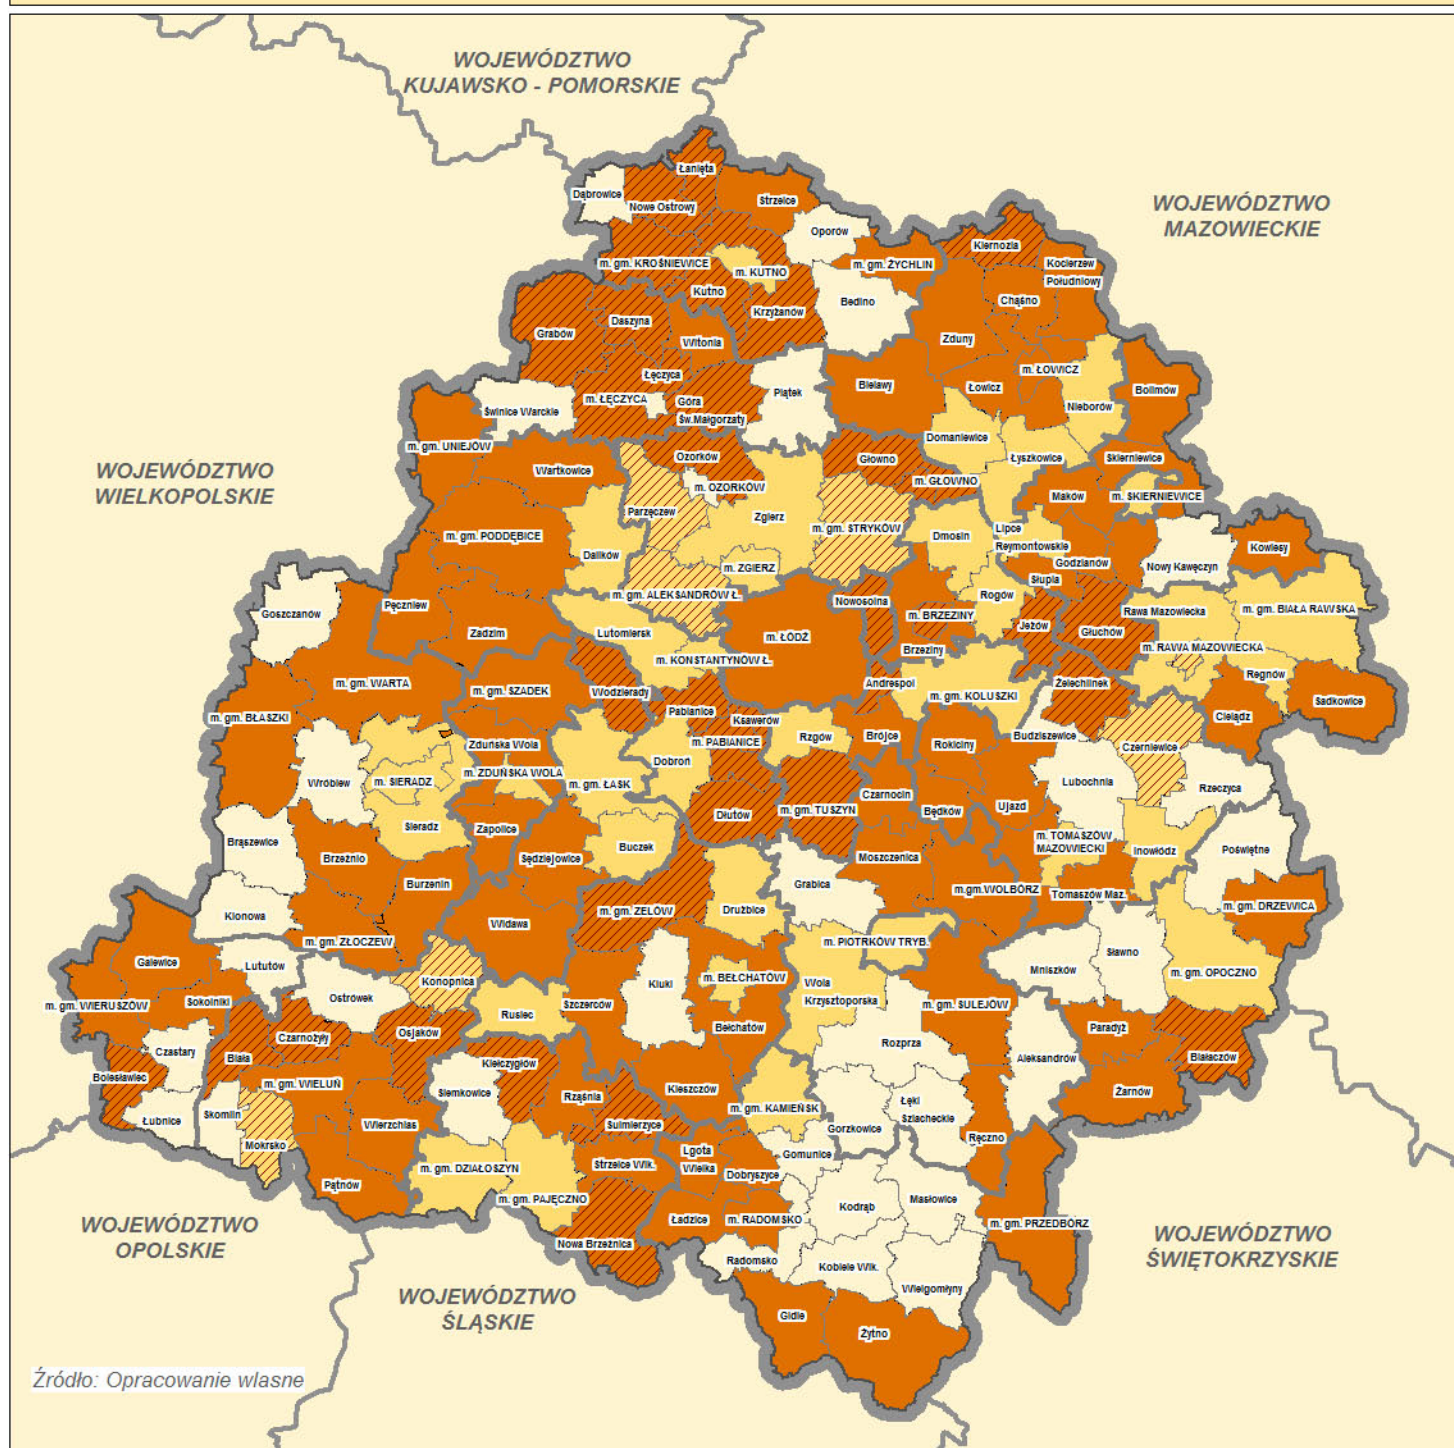 WOJEWÓDZTWO
KUJAWSKO - POMORSKIE
WOJEWÓDZTWO
MAZOWIECKIE
Łanięta
Dąbrowice
Nowe Ostrowy
Strzelce
Oporów
Kiernozia
m. gm. KROŚNIEWICE
m. KUTNO
m. gm. ŻYCHLIN
Kocierzew
Południowy
Kutno
Bedlno
Chąśno
Krzyżanów
Daszyna
Grabów
Witonia
Zduny
Łęczyca
m. ŁOWICZ
Bielawy
Łowicz
Bolimów
Piątek
m. ŁĘCZYCA
Góra
Św.Małgorzaty
Świnice Warckie
Nieborów
m. gm. UNIEJÓW
Domaniewice
Łyszkowice
Ozorków
Głowno
Skierniewice
WOJEWÓDZTWO
WIELKOPOLSKIE
Wartkowice
m. OZORKÓW
m. GŁOWNO
Maków
m. SKIERNIEWICE
Parzęczew
Zgierz
m. gm. STRYKÓW
Lipce
Reymontowskie
m. gm. PODDĘBICE
Dmosin
Dalików
Godzianów
Nowy Kawęczyn
Kowiesy
m. ZGIERZ
Słupia
m. gm. ALEKSANDRÓW Ł.
Nowosolna
Rogów
Goszczanów
Pęczniew
m. BRZEZINY
Rawa Mazowiecka
m. gm. BIAŁA RAWSKA
Zadzim
Lutomiersk
m. ŁÓDŹ
Jeżów
Głuchów
Brzeziny
m. RAWA MAZOWIECKA
m. KONSTANTYNÓW Ł.
Regnów
m. gm. WARTA
m. gm. SZADEK
Wodzierady
Andrespol
m. gm. KOLUSZKI
Żelechlinek
Sadkowice
m. gm. BŁASZKI
Pabianice
Ksawerów
Cielądz
Budziszewice
Zduńska Wola
m. PABIANICE
Rzgów
Brójce
Rokiciny
Czerniewice
m. ZDUŃSKA WOLA
Wróblew
m. SIERADZ
m. gm. ŁASK
Dobroń
Lubochnia
Rzeczyca
Czarnocin
Sieradz
Zapolice
Dłutów
m. gm. TUSZYN
Będków
Ujazd
m. TOMASZÓW
MAZOWIECKI
Brąszewice
Brzeźnio
Sędziejowice
Buczek
Moszczenica
Inowłódz
Poświętne
Burzenin
Grabica
m.gm.WOLBÓRZ
Tomaszów Maz.
Klonowa
m. gm. ZELÓW
Drużbice
m. gm. DRZEWICA
Widawa
m. gm. ZŁOCZEW
m. PIOTRKÓW TRYB.
Galewice
Lututów
Konopnica
Kluki
m. BEŁCHATÓW
Wola
Krzysztoporska
Mniszków
Sławno
m. gm. OPOCZNO
m. gm. WIERUSZÓW
Sokolniki
Ostrówek
Szczerców
m. gm. SULEJÓW
Rusiec
Bełchatów
Czarnożyły
Osjaków
Paradyż
Czastary
Biała
Kiełczygłów
Rozprza
Aleksandrów
Białaczów
Bolesławiec
m. gm. WIELUŃ
Siemkowice
Rząśnia
Kleszczów
Żarnów
Łubnice
Skomlin
Wierzchlas
m. gm. KAMIEŃSK
Łęki
Szlacheckie
Sulmierzyce
Gorzkowice
Mokrsko
Lgota
Wielka
Gomunice
Ręczno
m. gm. DZIAŁOSZYN
Strzelce Wlk.
Dobryszyce
Pątnów
m. gm. PAJĘCZNO
Kodrąb
Masłowice
WOJEWÓDZTWO
OPOLSKIE
Ładzice
m. RADOMSKO
m. gm. PRZEDBÓRZ
WOJEWÓDZTWO
ŚWIĘTOKRZYSKIE
Nowa Brzeźnica
Radomsko
Kobiele Wlk.
Wielgomłyny
WOJEWÓDZTWO
ŚLĄSKIE
Gidle
Żytno
Źródło: Opracowanie wlasne